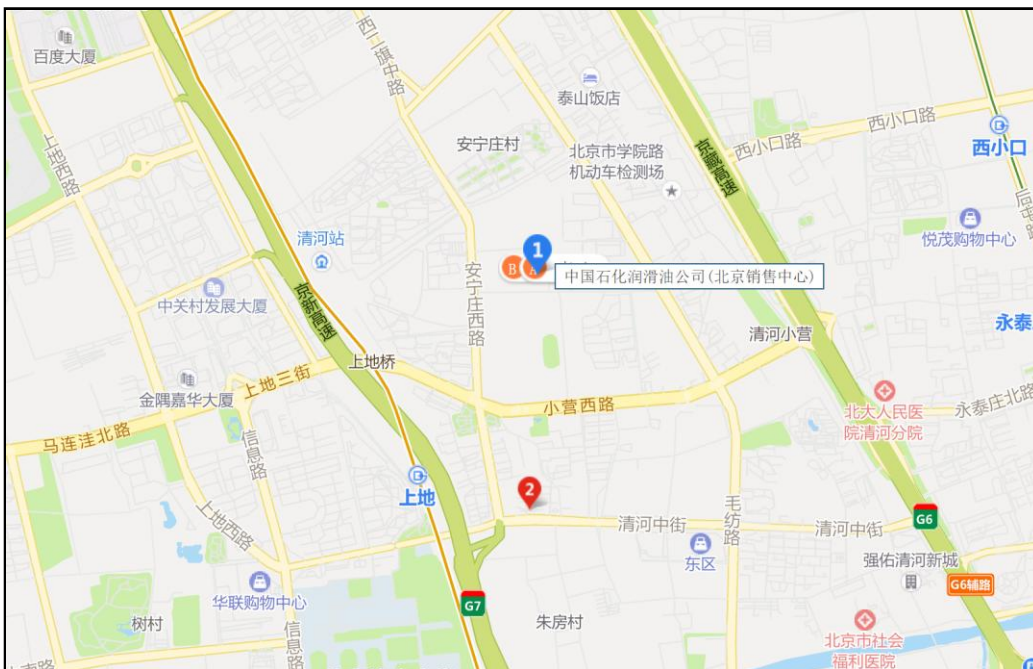 百度大厦
西二旗中路
泰山饭店
西小口路
西小口路
西小口
安宁庄村
北京市学院路
机动车检测场
京藏高速
上地西路
后屯路
悦茂购物中心
清河站
1
B
A
中国石化润滑油公司(北京销售中心)
中关村发展大厦
京新高速
安宁庄西路
永泰
清河小营
上地桥
上地三街
金隅嘉华大厦
小营西路
北大人民医
院清河分院
永泰庄北路
马连洼北路
信息路
上地
2
毛纺路
上地西路
清河中街
清河中街
G6
东区
强佑清河新城
G6辅路
华联购物中心
G7
树村
朱房村
信息路
北京市社会
福利医院